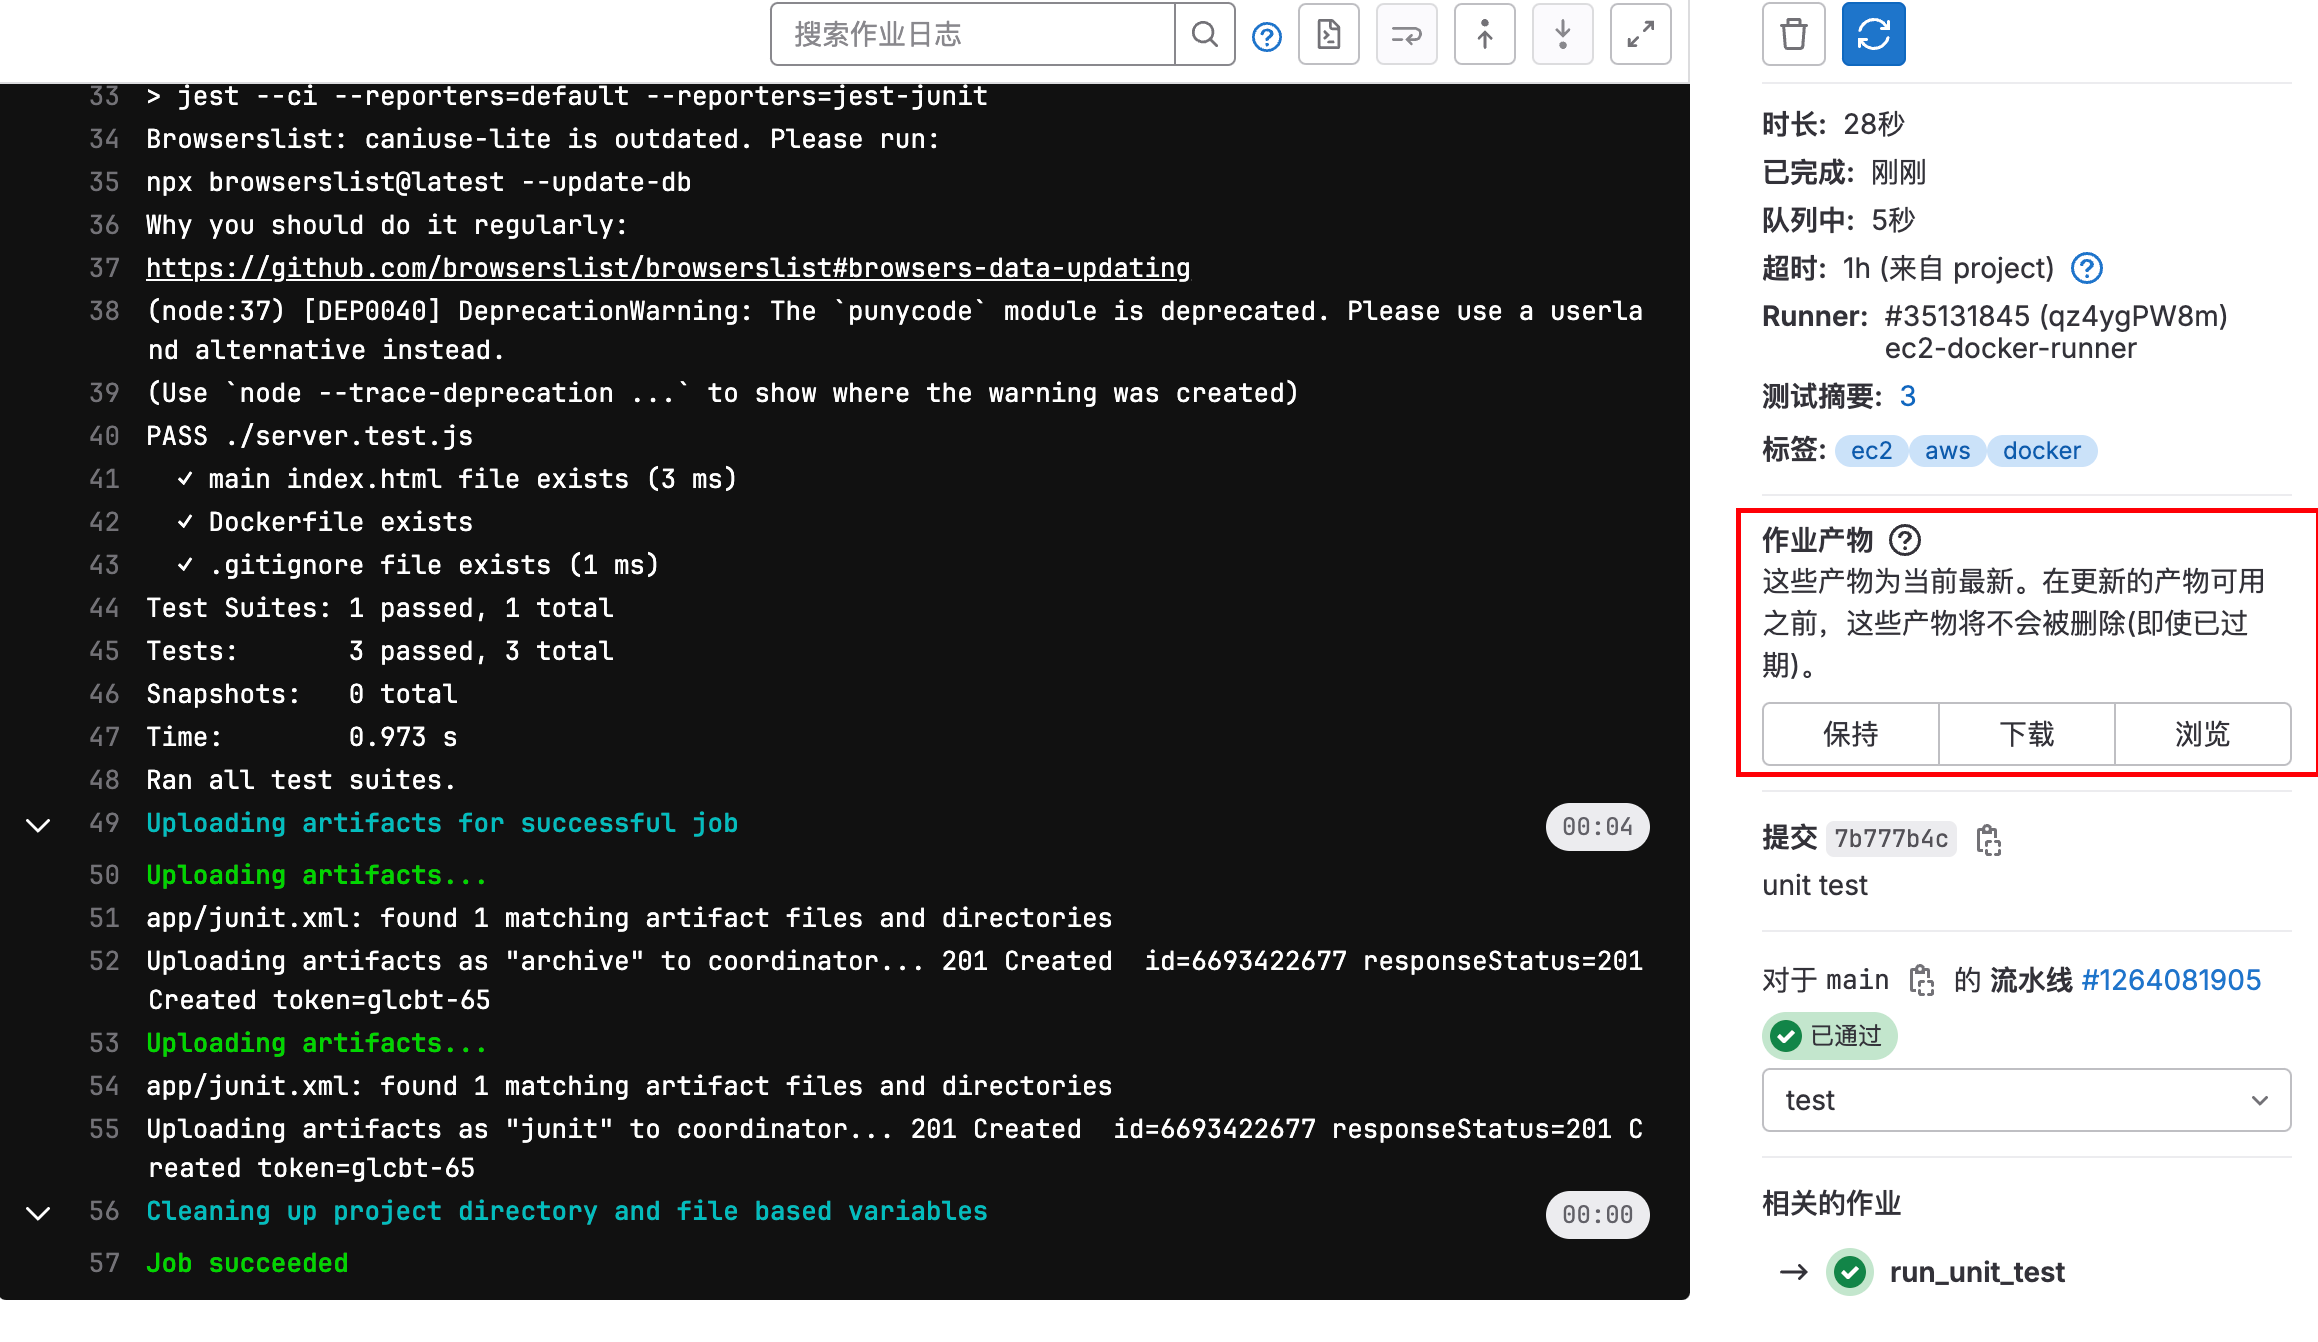 搜索作业日志
33 > jest --ci --reporters=default --reporters=jest-junit
34 Browserslist: caniuse-lite is outdated. Please run:
35 npx browserslist@latest --update-db
36 Why you should do it regularly:
37 https://github.com/browserslist/browserslist#browsers-data-updating
38 (node:37) [DEP0040] DeprecationWarning: The `punycode` module is deprecated. Please use a userla
nd alternative instead.
39 (Use `node --trace-deprecation ...` to show where the warning was created)
40 PASS ./server.test.js
41 ✓ main index.html file exists (3 ms)
42 ✓ Dockerfile exists
43 ✓ .gitignore file exists (1 ms)
44 Test Suites: 1 passed, 1 total
45 Tests: 3 passed, 3 total
46 Snapshots: 0 total
47 Time: 0.973 s
48 Ran all test suites.
49 Uploading artifacts for successful job 00:04
50 Uploading artifacts...
51 app/junit.xml: found 1 matching artifact files and directories
52 Uploading artifacts as "archive" to coordinator... 201 Created  id=6693422677 responseStatus=201
Created token=glcbt-65
53 Uploading artifacts...
54 app/junit.xml: found 1 matching artifact files and directories
55 Uploading artifacts as "junit" to coordinator... 201 Created  id=6693422677 responseStatus=201 C
reated token=glcbt-65
56 Cleaning up project directory and file based variables 00:00
57 Job succeeded
时长: 28秒
已完成: 刚刚
队列中: 5秒
超时: 1h (来自 project)
Runner: #35131845 (qz4ygPW8m)
ec2-docker-runner
测试摘要: 3
标签: ec2 aws docker
作业产物
这些产物为当前最新。在更新的产物可用
之前，这些产物将不会被删除(即使已过
期)。
保持 下载 浏览
提交 7b777b4c
unit test
对于 main 的 流水线 #1264081905
已通过
test
相关的作业
→ run_unit_test